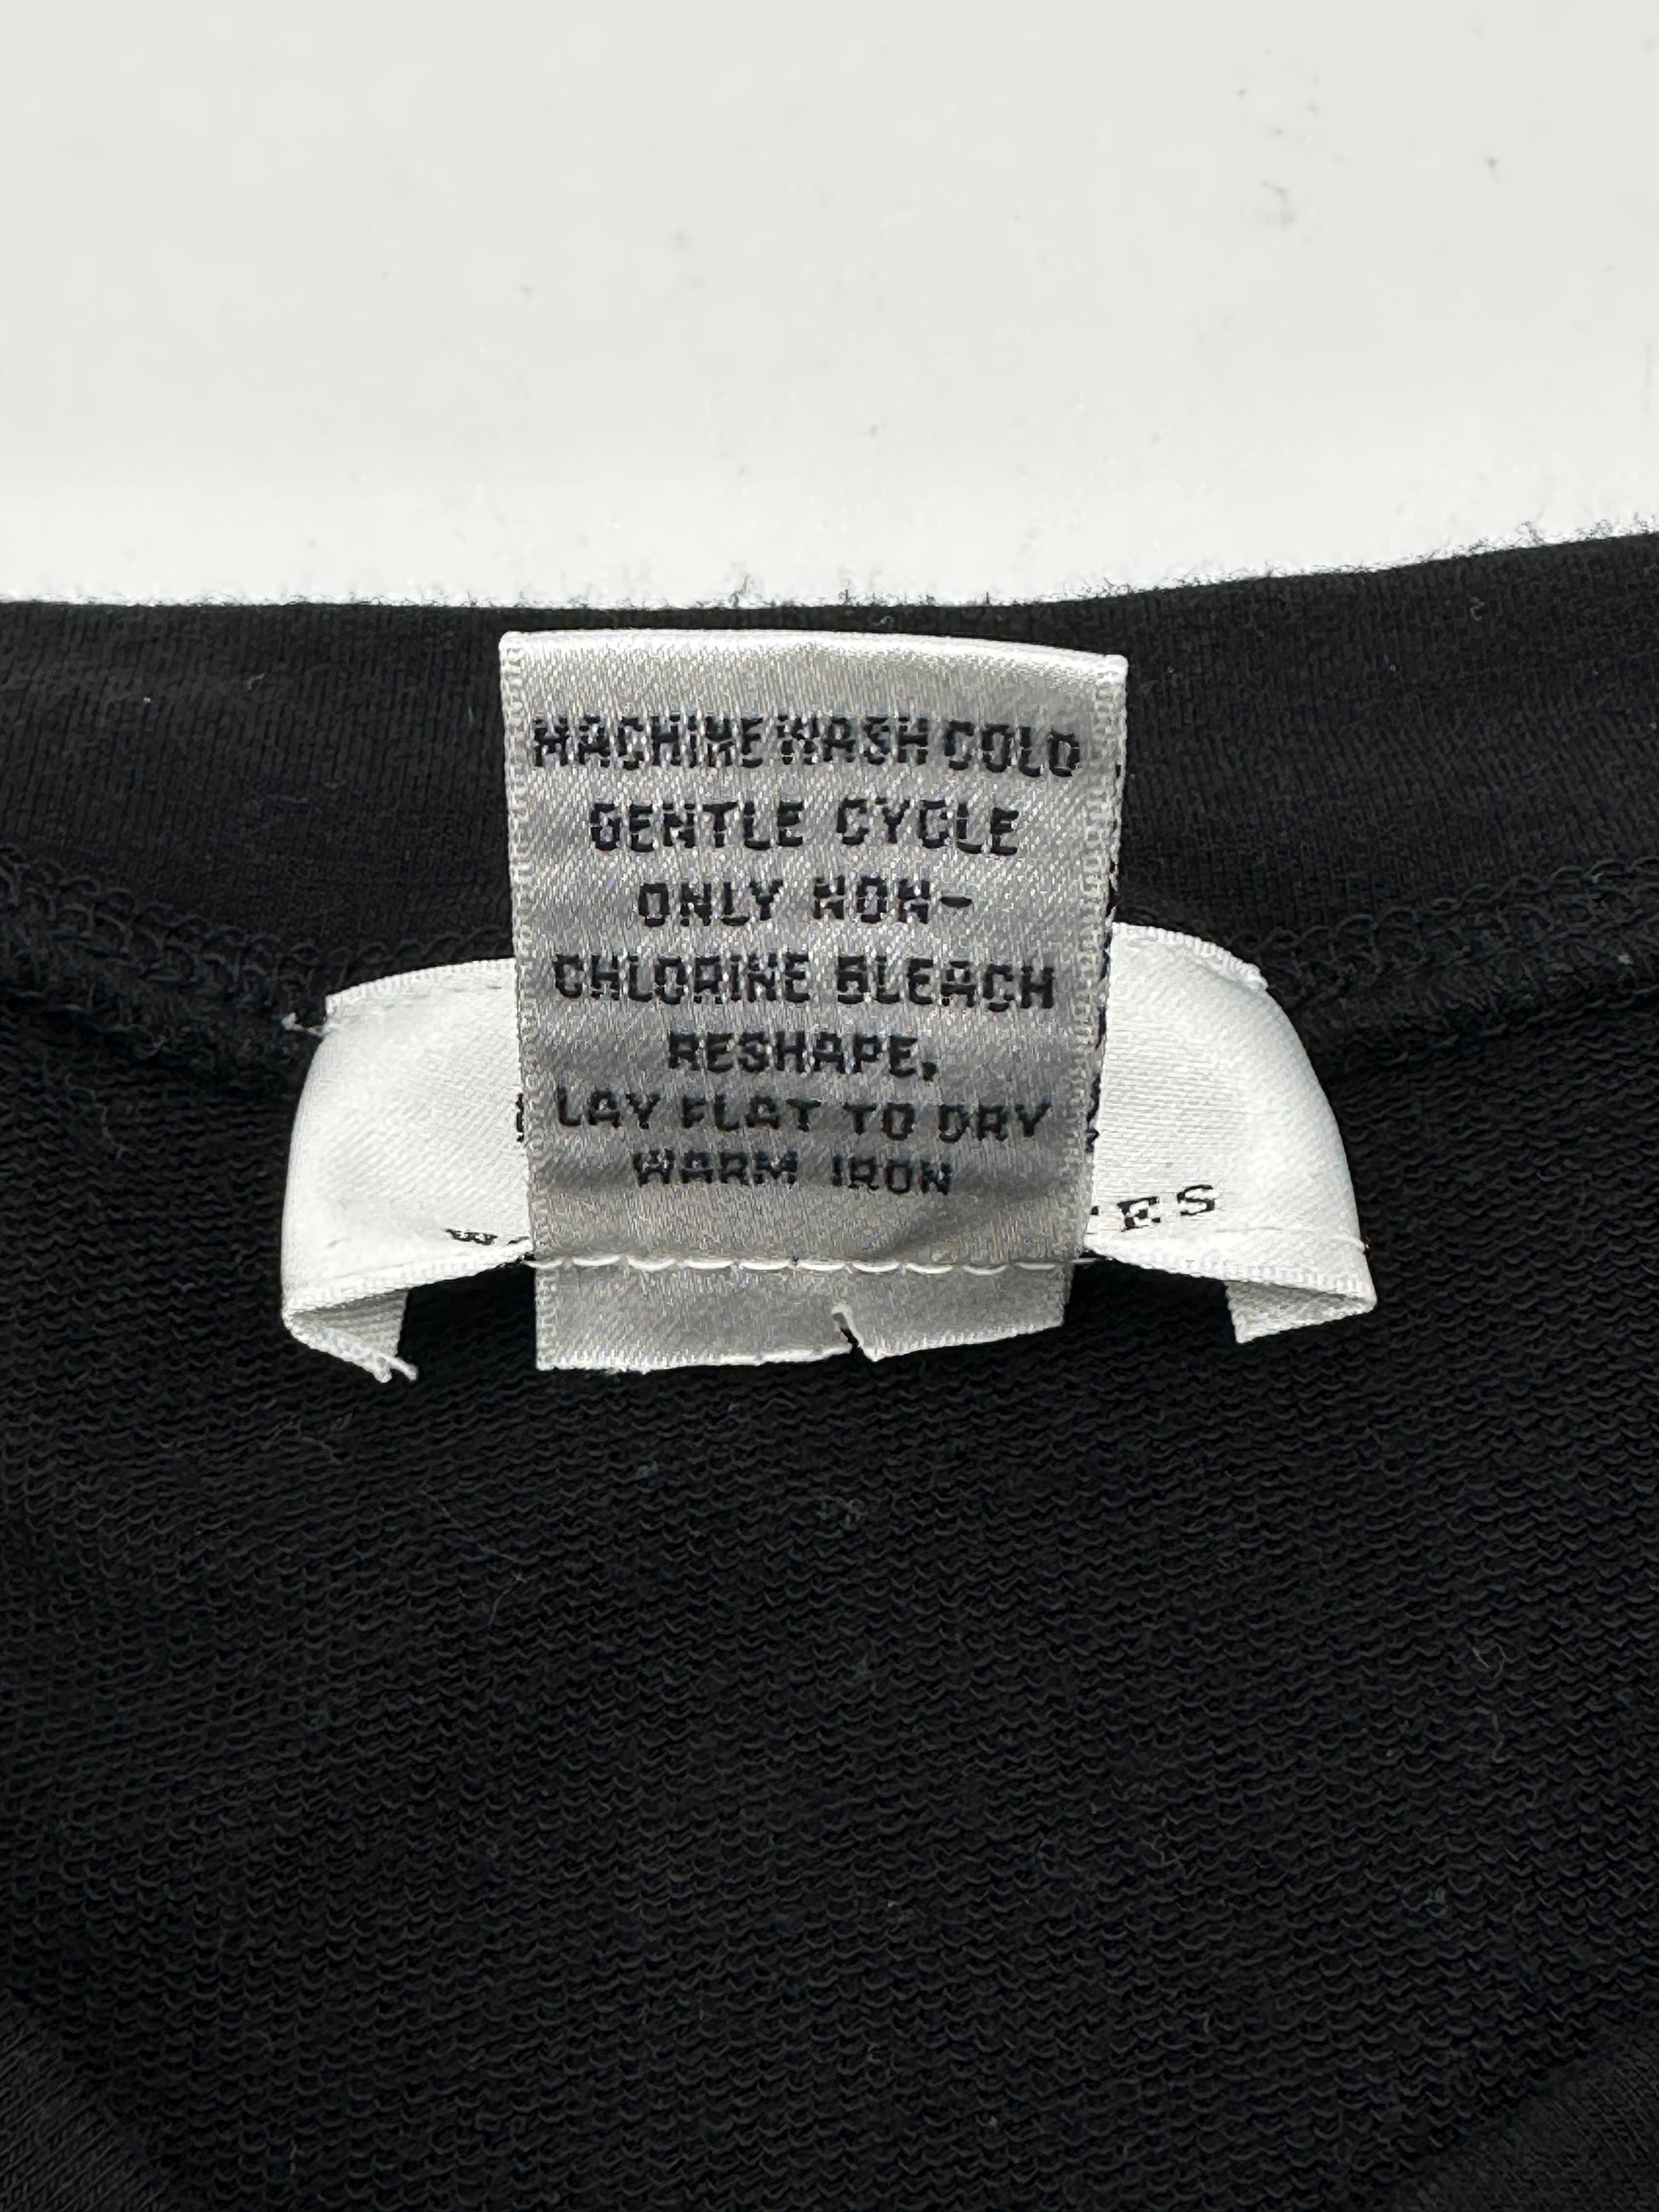 MACHINE WASH COLD
GENTLE CYCLE
ONLY NON-
CHLORINE BLEACH
RESHAPE,
LAY FLAT TO DRY
WARM IRON